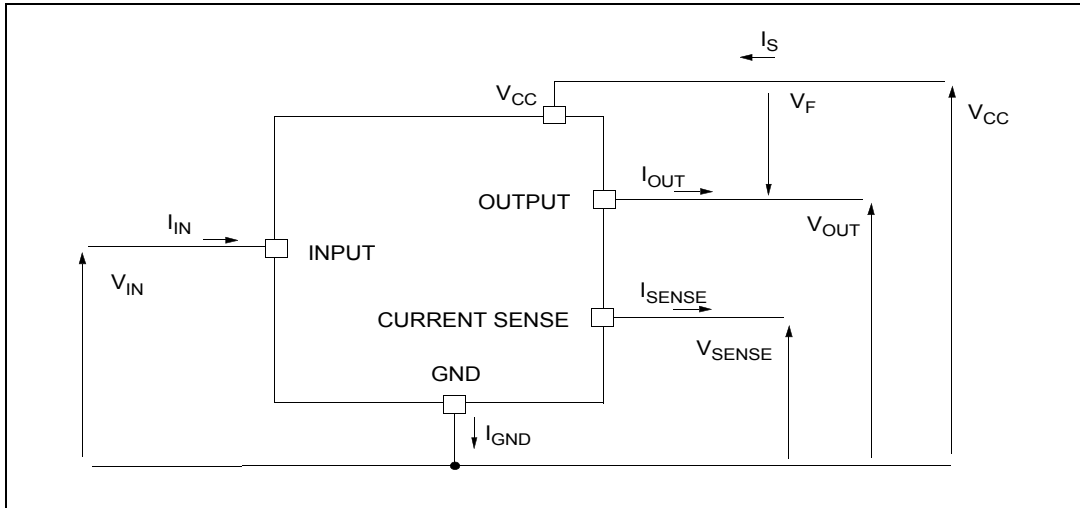 I_S
V_CC
V_F
V_CC
I_OUT
OUTPUT
I_IN
V_OUT
INPUT
V_IN
I_SENSE
CURRENT SENSE
V_SENSE
GND
I_GND